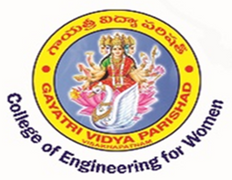 గాయత్రీ విద్యా పరిషత్
GAYATRI VIDYA PARISHAD
VISAKHAPATNAM
College of Engineering for Women